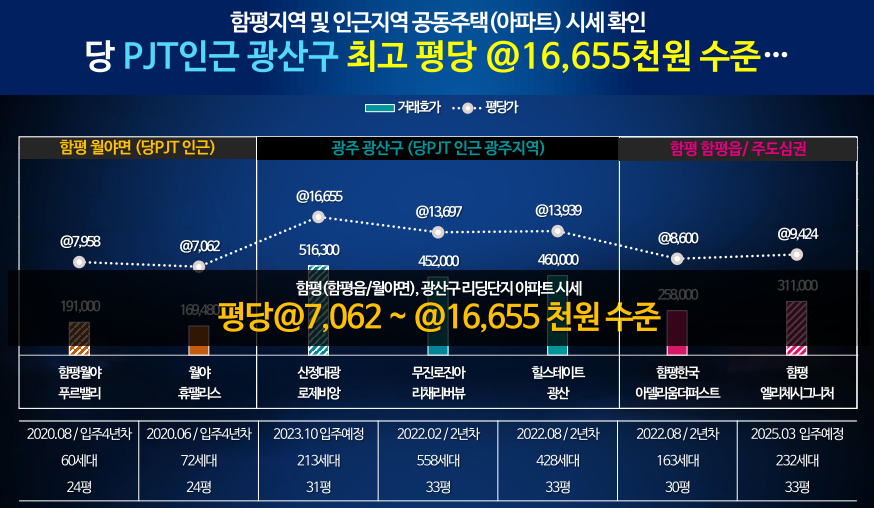 함평지역 및 인근지역 공동주택(아파트) 시세 확인
당 PJT인근 광산구 최고 평당 @16,655천원 수준…
거래호가 평당가
함평 월야면 (당PJT 인근)
광주 광산구 (당PJT 인근 광주지역)
함평 함평읍/ 주도심권
@7,958
@7,062
@16,655
@13,697
@13,939
@8,600
@9,424
191,000
169,480
516,300
452,000
460,000
258,000
311,000
함평(함평읍/월야면), 광산구 리딩단지 아파트 시세
평당@7,062 ~ @16,655 천원 수준
함평월야
푸르밸리
월야
휴팰리스
산정대광
로제비앙
무진로진아
리채리버뷰
힐스테이트
광산
함평한국
아델리움더퍼스트
함평
엘리체시그니처
2020.08 / 입주4년차 2020.06 / 입주4년차 2023.10 입주예정 2022.02 / 2년차 2022.08 / 2년차 2022.08 / 2년차 2025.03 입주예정
60세대 72세대 213세대 558세대 428세대 163세대 232세대
24평 24평 31평 33평 33평 30평 33평